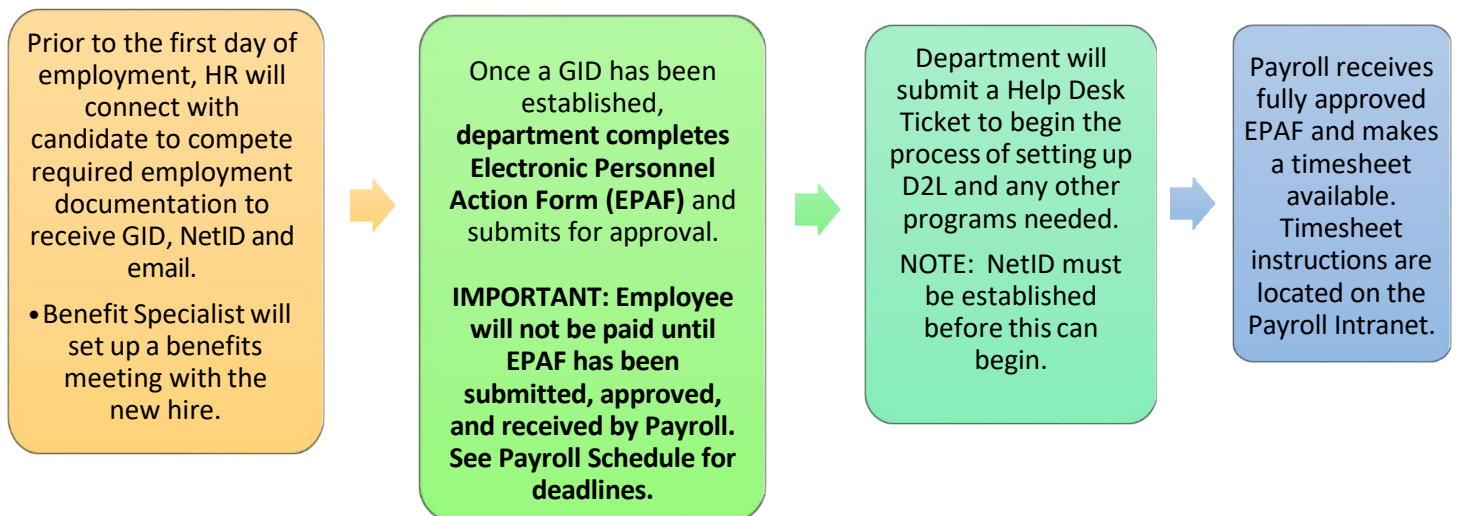 Prior to the first day of
employment, HR will
connect with
candidate to compete
required employment
documentation to
receive GID, NetID and
email.
•Benefit Specialist will
set up a benefits
meeting with the
new hire.
Once a GID has been
established,
department completes
Electronic Personnel
Action Form (EPAF) and
submits for approval.
IMPORTANT: Employee
will not be paid until
EPAF has been
submitted, approved,
and received by Payroll.
See Payroll Schedule for
deadlines.
Department will
submit a Help Desk
Ticket to begin the
process of setting up
D2L and any other
programs needed.
NOTE: NetID must
be established
before this can
begin.
Payroll receives
fully approved
EPAF and makes
a timesheet
available.
Timesheet
instructions are
located on the
Payroll Intranet.